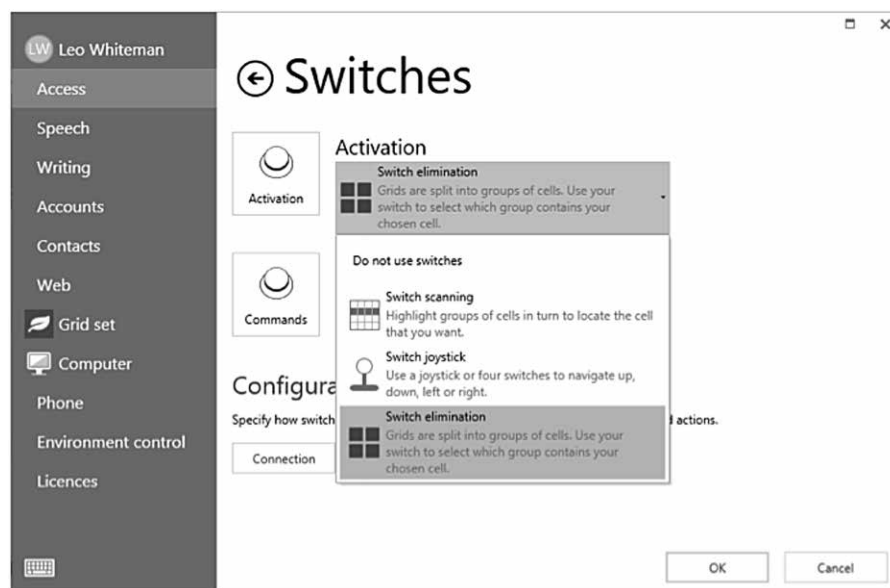 LW Leo Whiteman
Access
Speech
Writing
Accounts
Contacts
Web
Grid set
Computer
Phone
Environment control
Licences
Switches
Activation
Activation
Switch elimination
Grids are split into groups of cells. Use your
switch to select which group contains your
chosen cell.
Do not use switches
Switch scanning
Highlight groups of cells in turn to locate the cell
that you want.
Switch joystick
Use a joystick or four switches to navigate up,
down, left or right.
Switch elimination
Grids are split into groups of cells. Use your
switch to select which group contains your
chosen cell.
Commands
Configura
Specify how switch d actions.
Connection
OK Cancel